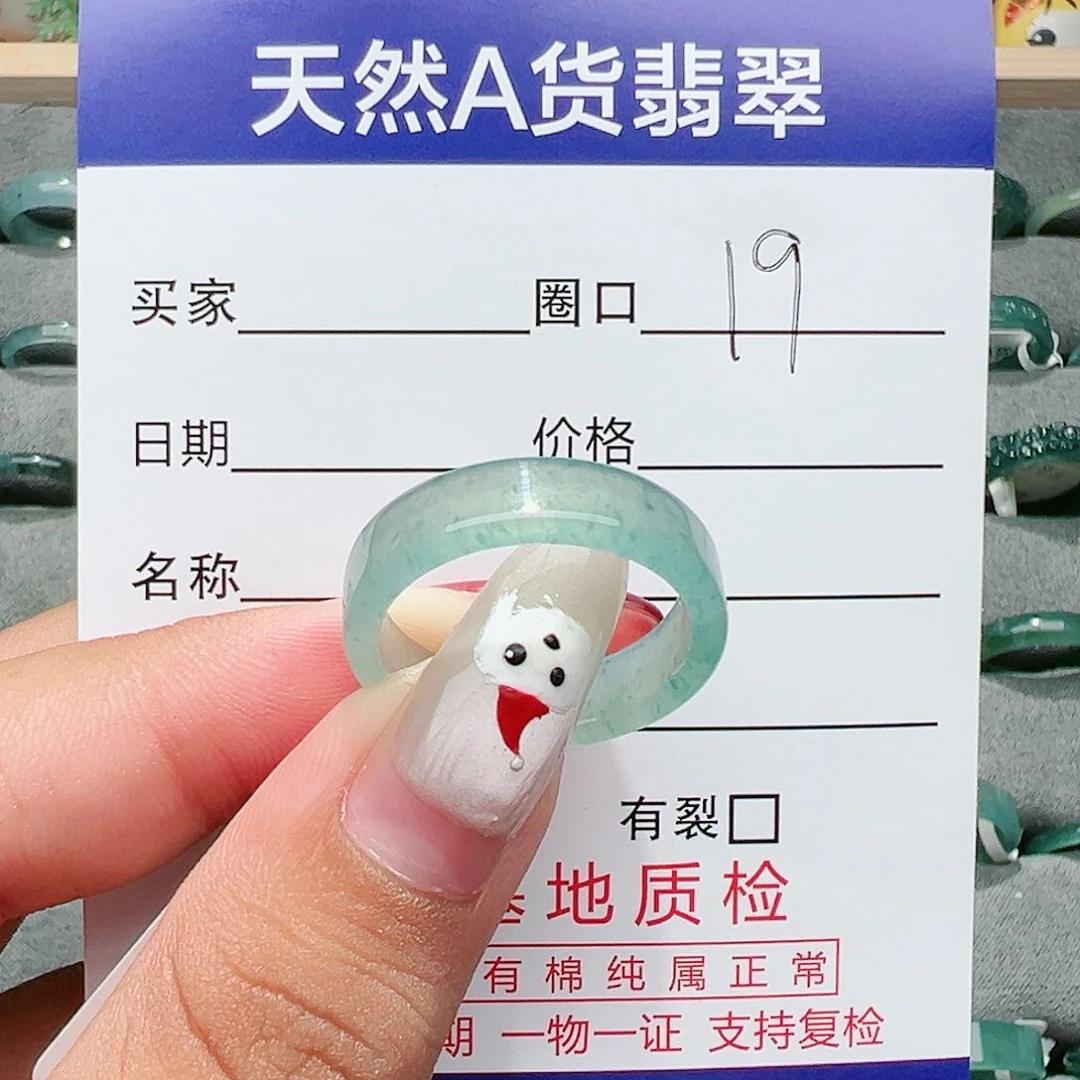 天然A货翡翠
买家 圈口 19
日期 价格
名称
有裂
地质检
有棉纯属正常
期 一物一证 支持复检